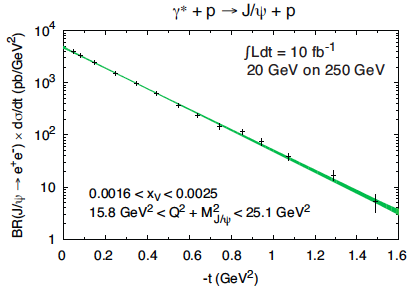 γ* + p → J/ψ + p
10⁴
10³
10²
10
1
BR(J/ψ → e⁺e⁻) × dσ/dt (pb/GeV²)
∫Ldt = 10 fb⁻¹
20 GeV on 250 GeV
0.0016 < xᵥ < 0.0025
15.8 GeV² < Q² + M²J/ψ < 25.1 GeV²
0 0.2 0.4 0.6 0.8 1 1.2 1.4 1.6
-t (GeV²)